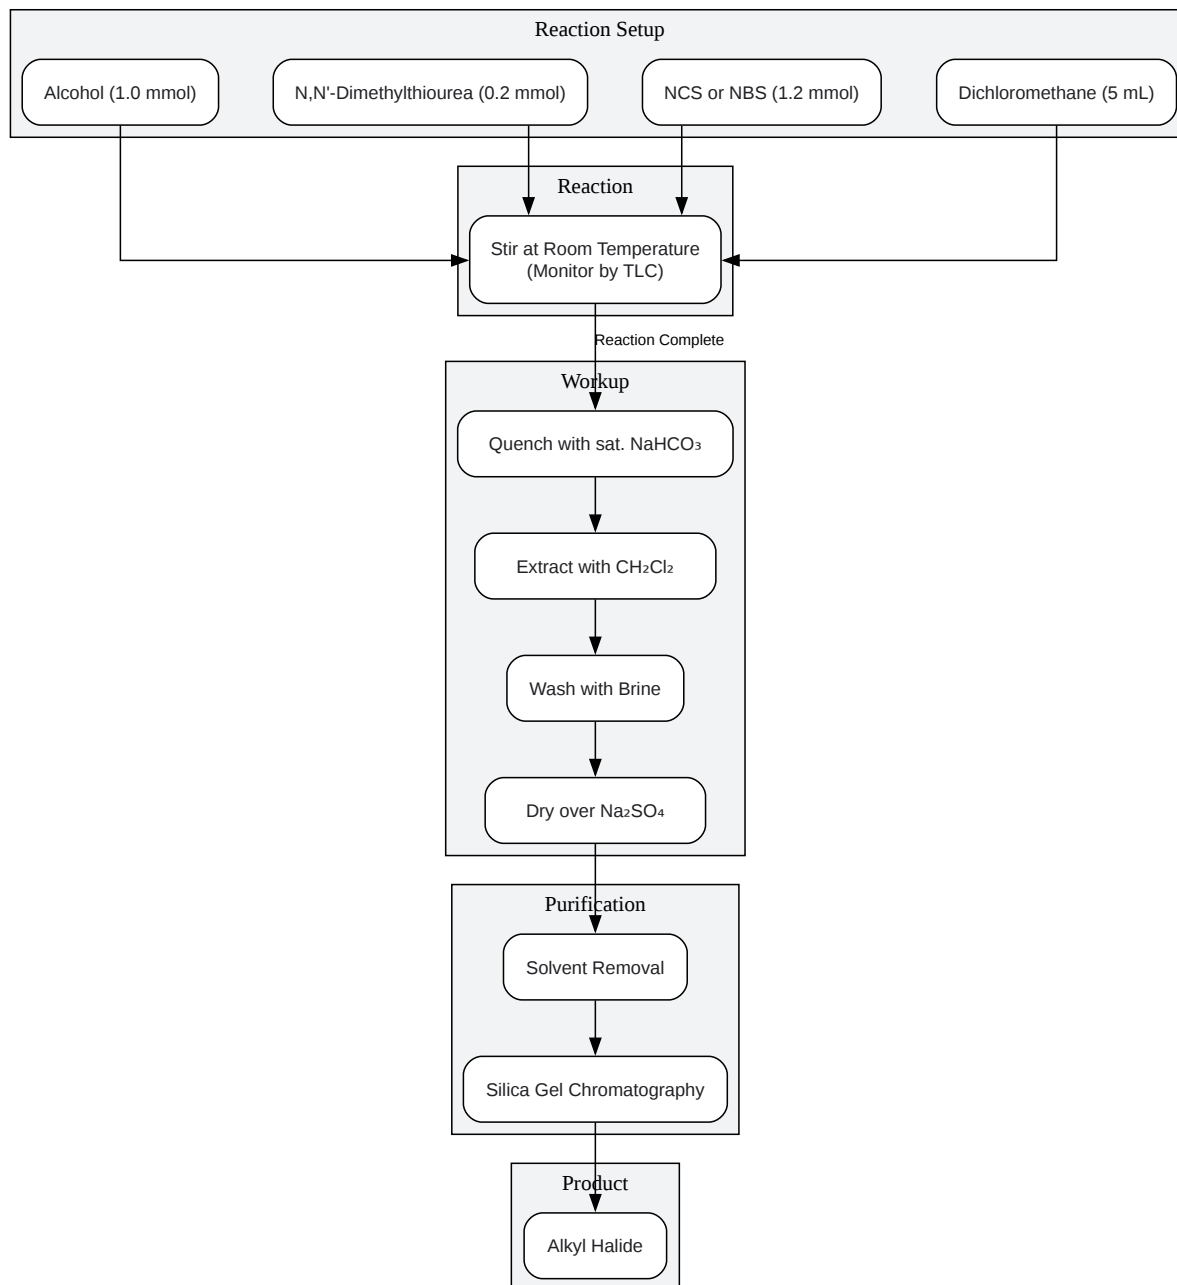 Reaction Setup
Alcohol (1.0 mmol)
N,N'-Dimethylthiourea (0.2 mmol)
NCS or NBS (1.2 mmol)
Dichloromethane (5 mL)
Reaction
Stir at Room Temperature
(Monitor by TLC)
Reaction Complete
Workup
Quench with sat. NaHCO₃
Extract with CH₂Cl₂
Wash with Brine
Dry over Na₂SO₄
Purification
Solvent Removal
Silica Gel Chromatography
Product
Alkyl Halide